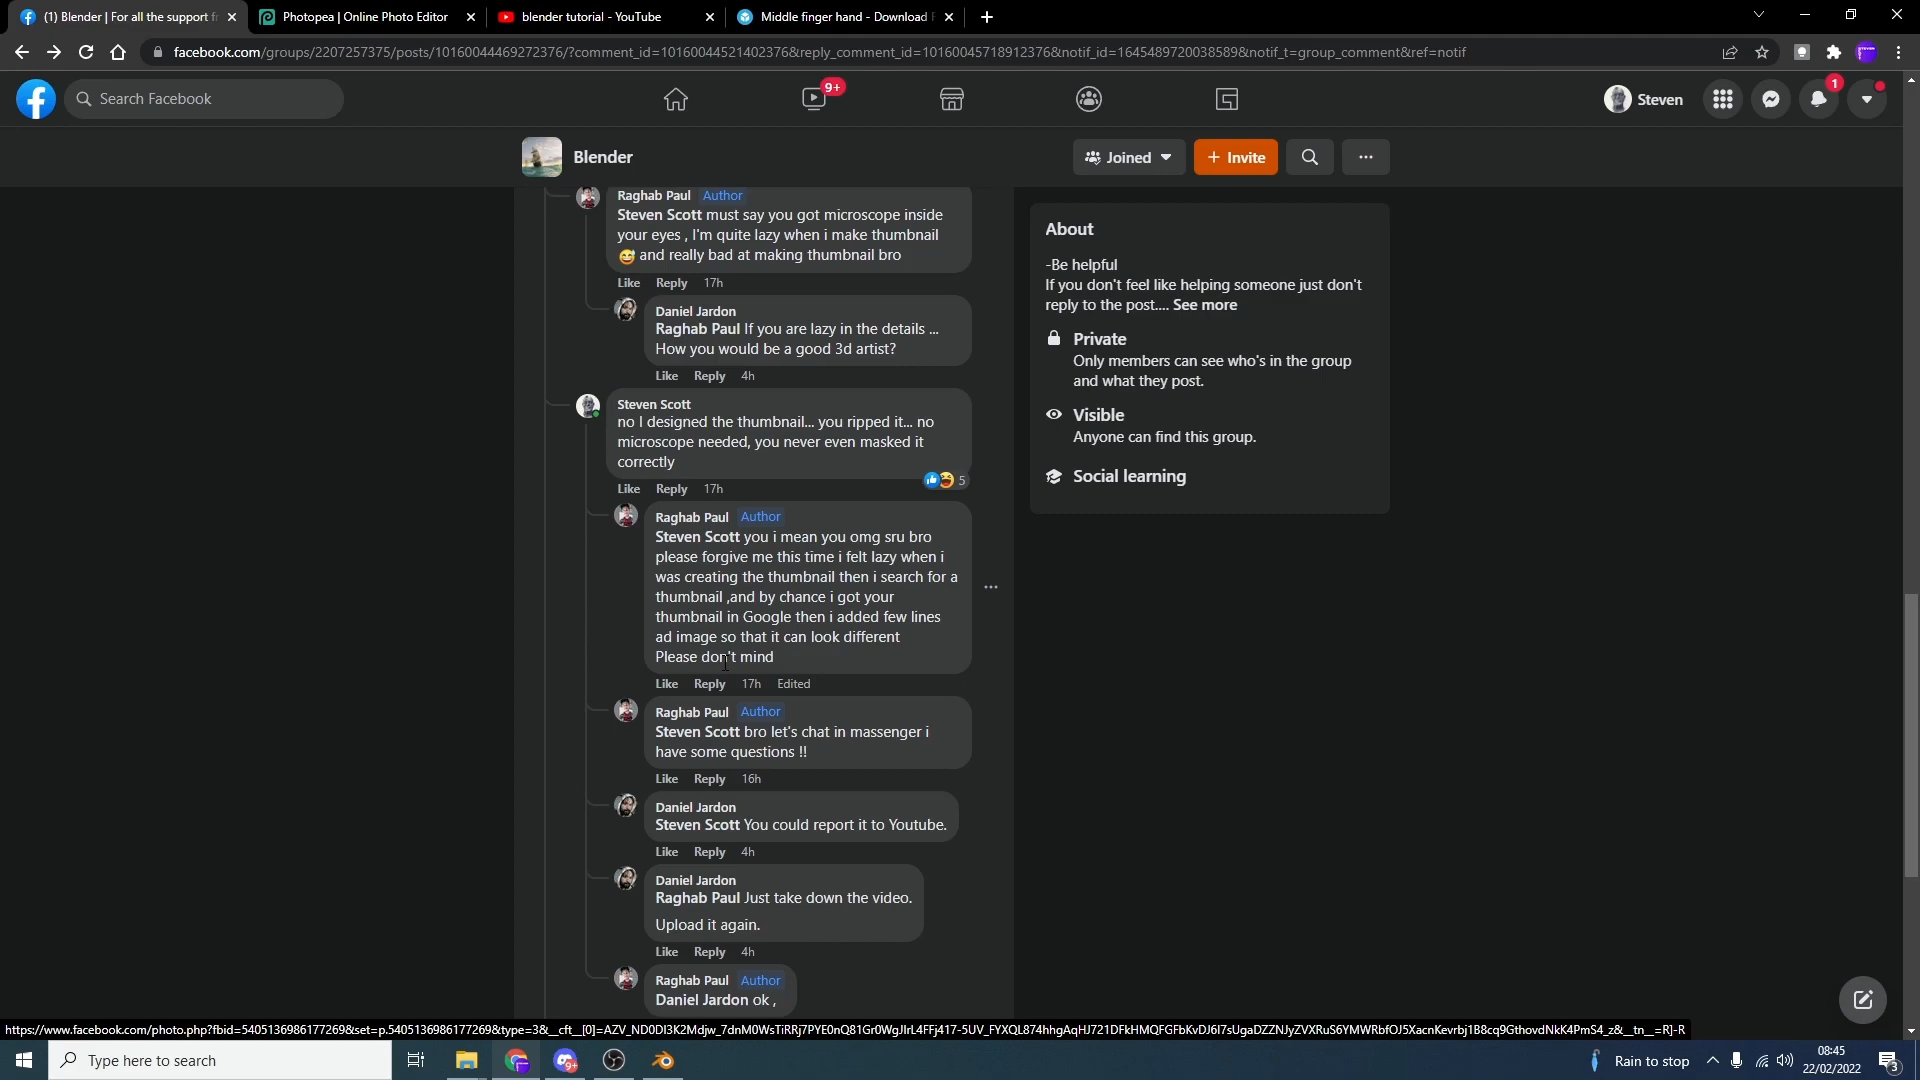 (1) Blender | For all the support fr
Photopea | Online Photo Editor
blender tutorial - YouTube
Middle finger hand - Download F
facebook.com/groups/2207257375/posts/10160044469272376/?comment_id=10160044521402376&reply_comment_id=10160045718912376&notif_id=1645489720038589&notif_t=group_comment&ref=notif
Search Facebook
9+
Steven
1
Blender
Joined
+ Invite
Raghab Paul Author
Steven Scott must say you got microscope inside
your eyes , I'm quite lazy when i make thumbnail
😅 and really bad at making thumbnail bro
Like Reply 17h
Daniel Jardon
Raghab Paul If you are lazy in the details ...
How you would be a good 3d artist?
Like Reply 4h
Steven Scott
no I designed the thumbnail... you ripped it... no
microscope needed, you never even masked it
correctly
5
Like Reply 17h
Raghab Paul Author
Steven Scott you i mean you omg sru bro
please forgive me this time i felt lazy when i
was creating the thumbnail then i search for a
thumbnail ,and by chance i got your
thumbnail in Google then i added few lines
ad image so that it can look different
Please don't mind
Like Reply 17h Edited
Raghab Paul Author
Steven Scott bro let's chat in massenger i
have some questions !!
Like Reply 16h
Daniel Jardon
Steven Scott You could report it to Youtube.
Like Reply 4h
Daniel Jardon
Raghab Paul Just take down the video.
Upload it again.
Like Reply 4h
Raghab Paul Author
Daniel Jardon ok ,
About
-Be helpful
If you don't feel like helping someone just don't
reply to the post.... See more
Private
Only members can see who's in the group
and what they post.
Visible
Anyone can find this group.
Social learning
Type here to search
9+
Rain to stop
08:45
22/02/2022
3